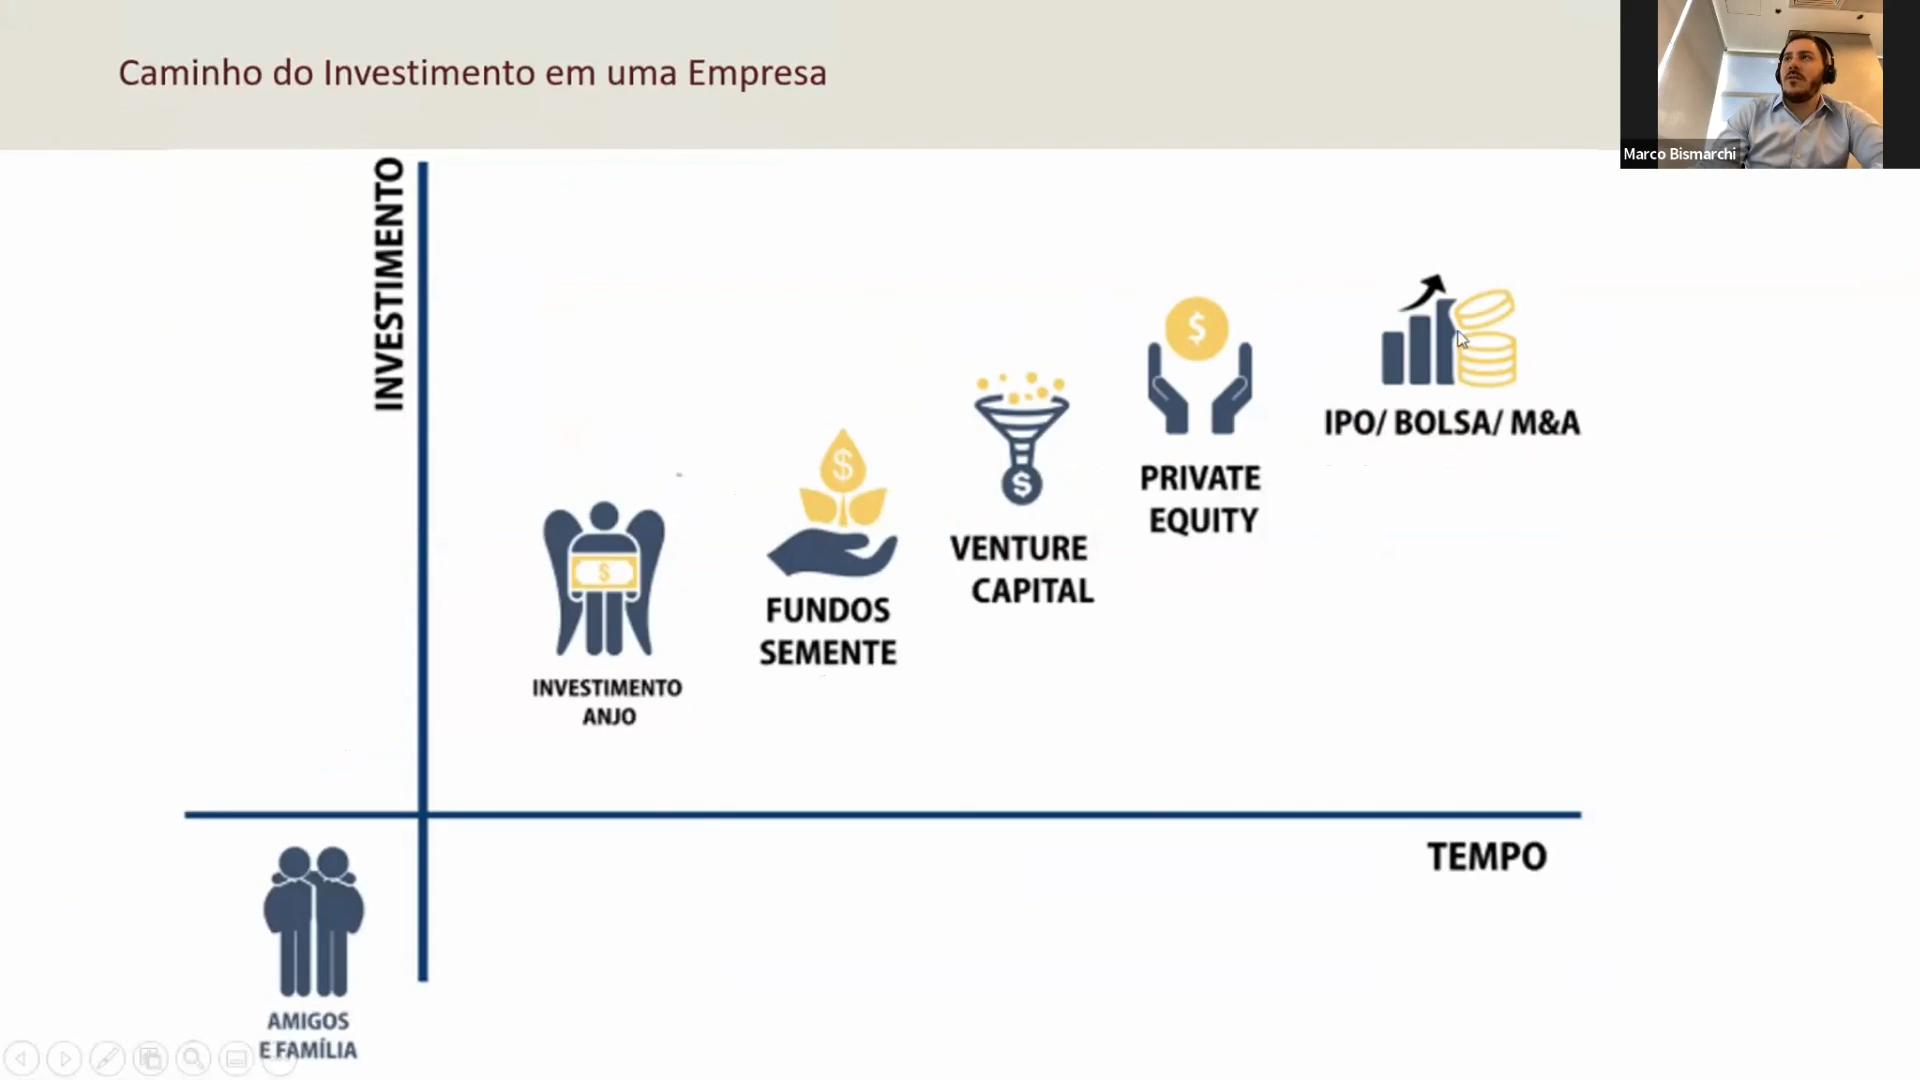 Caminho do Investimento em uma Empresa
Marco Bismarchi
INVESTIMENTO
$
IPO/ BOLSA/ M&A
$
PRIVATE
EQUITY
$
VENTURE
CAPITAL
$
FUNDOS
SEMENTE
$
INVESTIMENTO
ANJO
TEMPO
AMIGOS
E FAMÍLIA